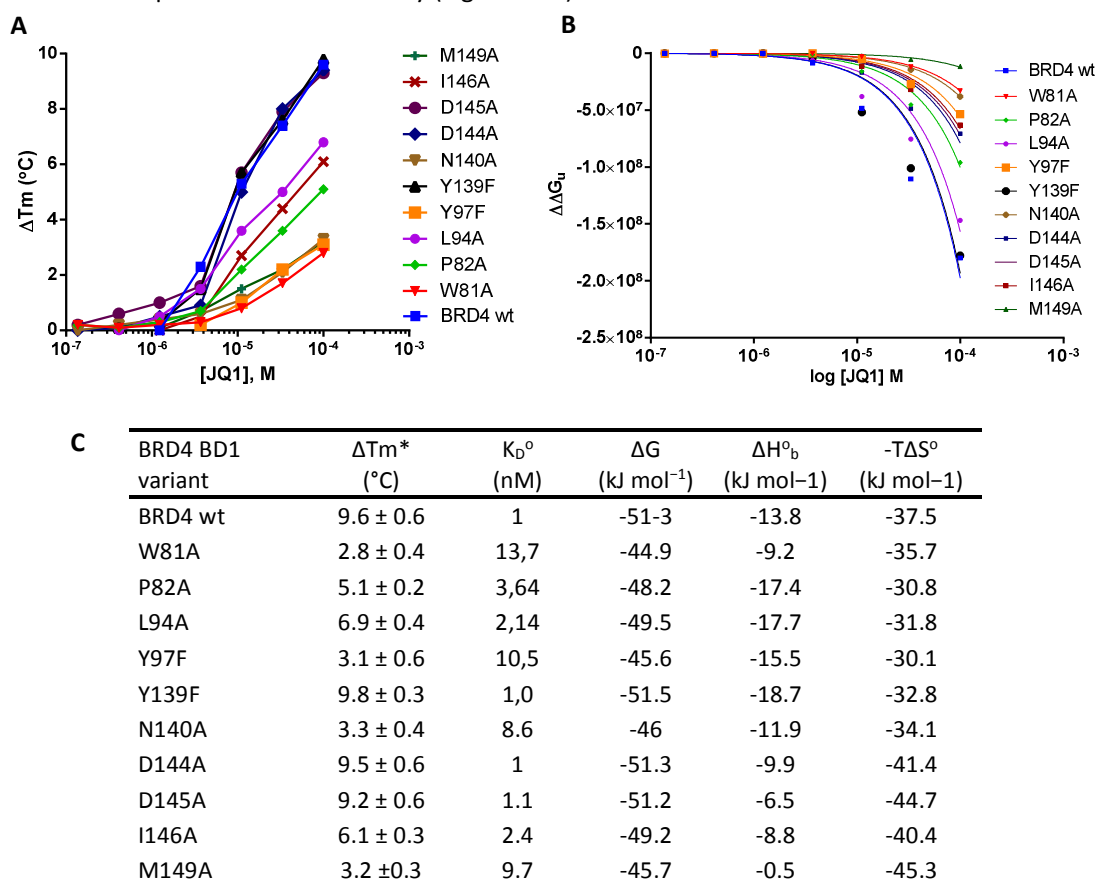 A
ΔTm (°C)
10
8
6
4
2
0
10-7
10-6
10-5
10-4
10-3
[JQ1], M
M149A
I146A
D145A
D144A
N140A
Y139F
Y97F
L94A
P82A
W81A
BRD4 wt
B
ΔΔGu
0
-5.0×10⁷
-1.0×10⁸
-1.5×10⁸
-2.0×10⁸
-2.5×10⁸
10-7
10-6
10-5
10-4
10-3
log [JQ1] M
BRD4 wt
W81A
P82A
L94A
Y97F
Y139F
N140A
D144A
D145A
I146A
M149A
C
BRD4 BD1 ΔTm* KDº ΔG ΔHºb -TΔSº
variant (°C) (nM) (kJ mol⁻¹) (kJ mol–1) (kJ mol–1)
BRD4 wt 9.6 ± 0.6 1 -51-3 -13.8 -37.5
W81A 2.8 ± 0.4 13,7 -44.9 -9.2 -35.7
P82A 5.1 ± 0.2 3,64 -48.2 -17.4 -30.8
L94A 6.9 ± 0.4 2,14 -49.5 -17.7 -31.8
Y97F 3.1 ± 0.6 10,5 -45.6 -15.5 -30.1
Y139F 9.8 ± 0.3 1,0 -51.5 -18.7 -32.8
N140A 3.3 ± 0.4 8.6 -46 -11.9 -34.1
D144A 9.5 ± 0.6 1 -51.3 -9.9 -41.4
D145A 9.2 ± 0.6 1.1 -51.2 -6.5 -44.7
I146A 6.1 ± 0.3 2.4 -49.2 -8.8 -40.4
M149A 3.2 ±0.3 9.7 -45.7 -0.5 -45.3